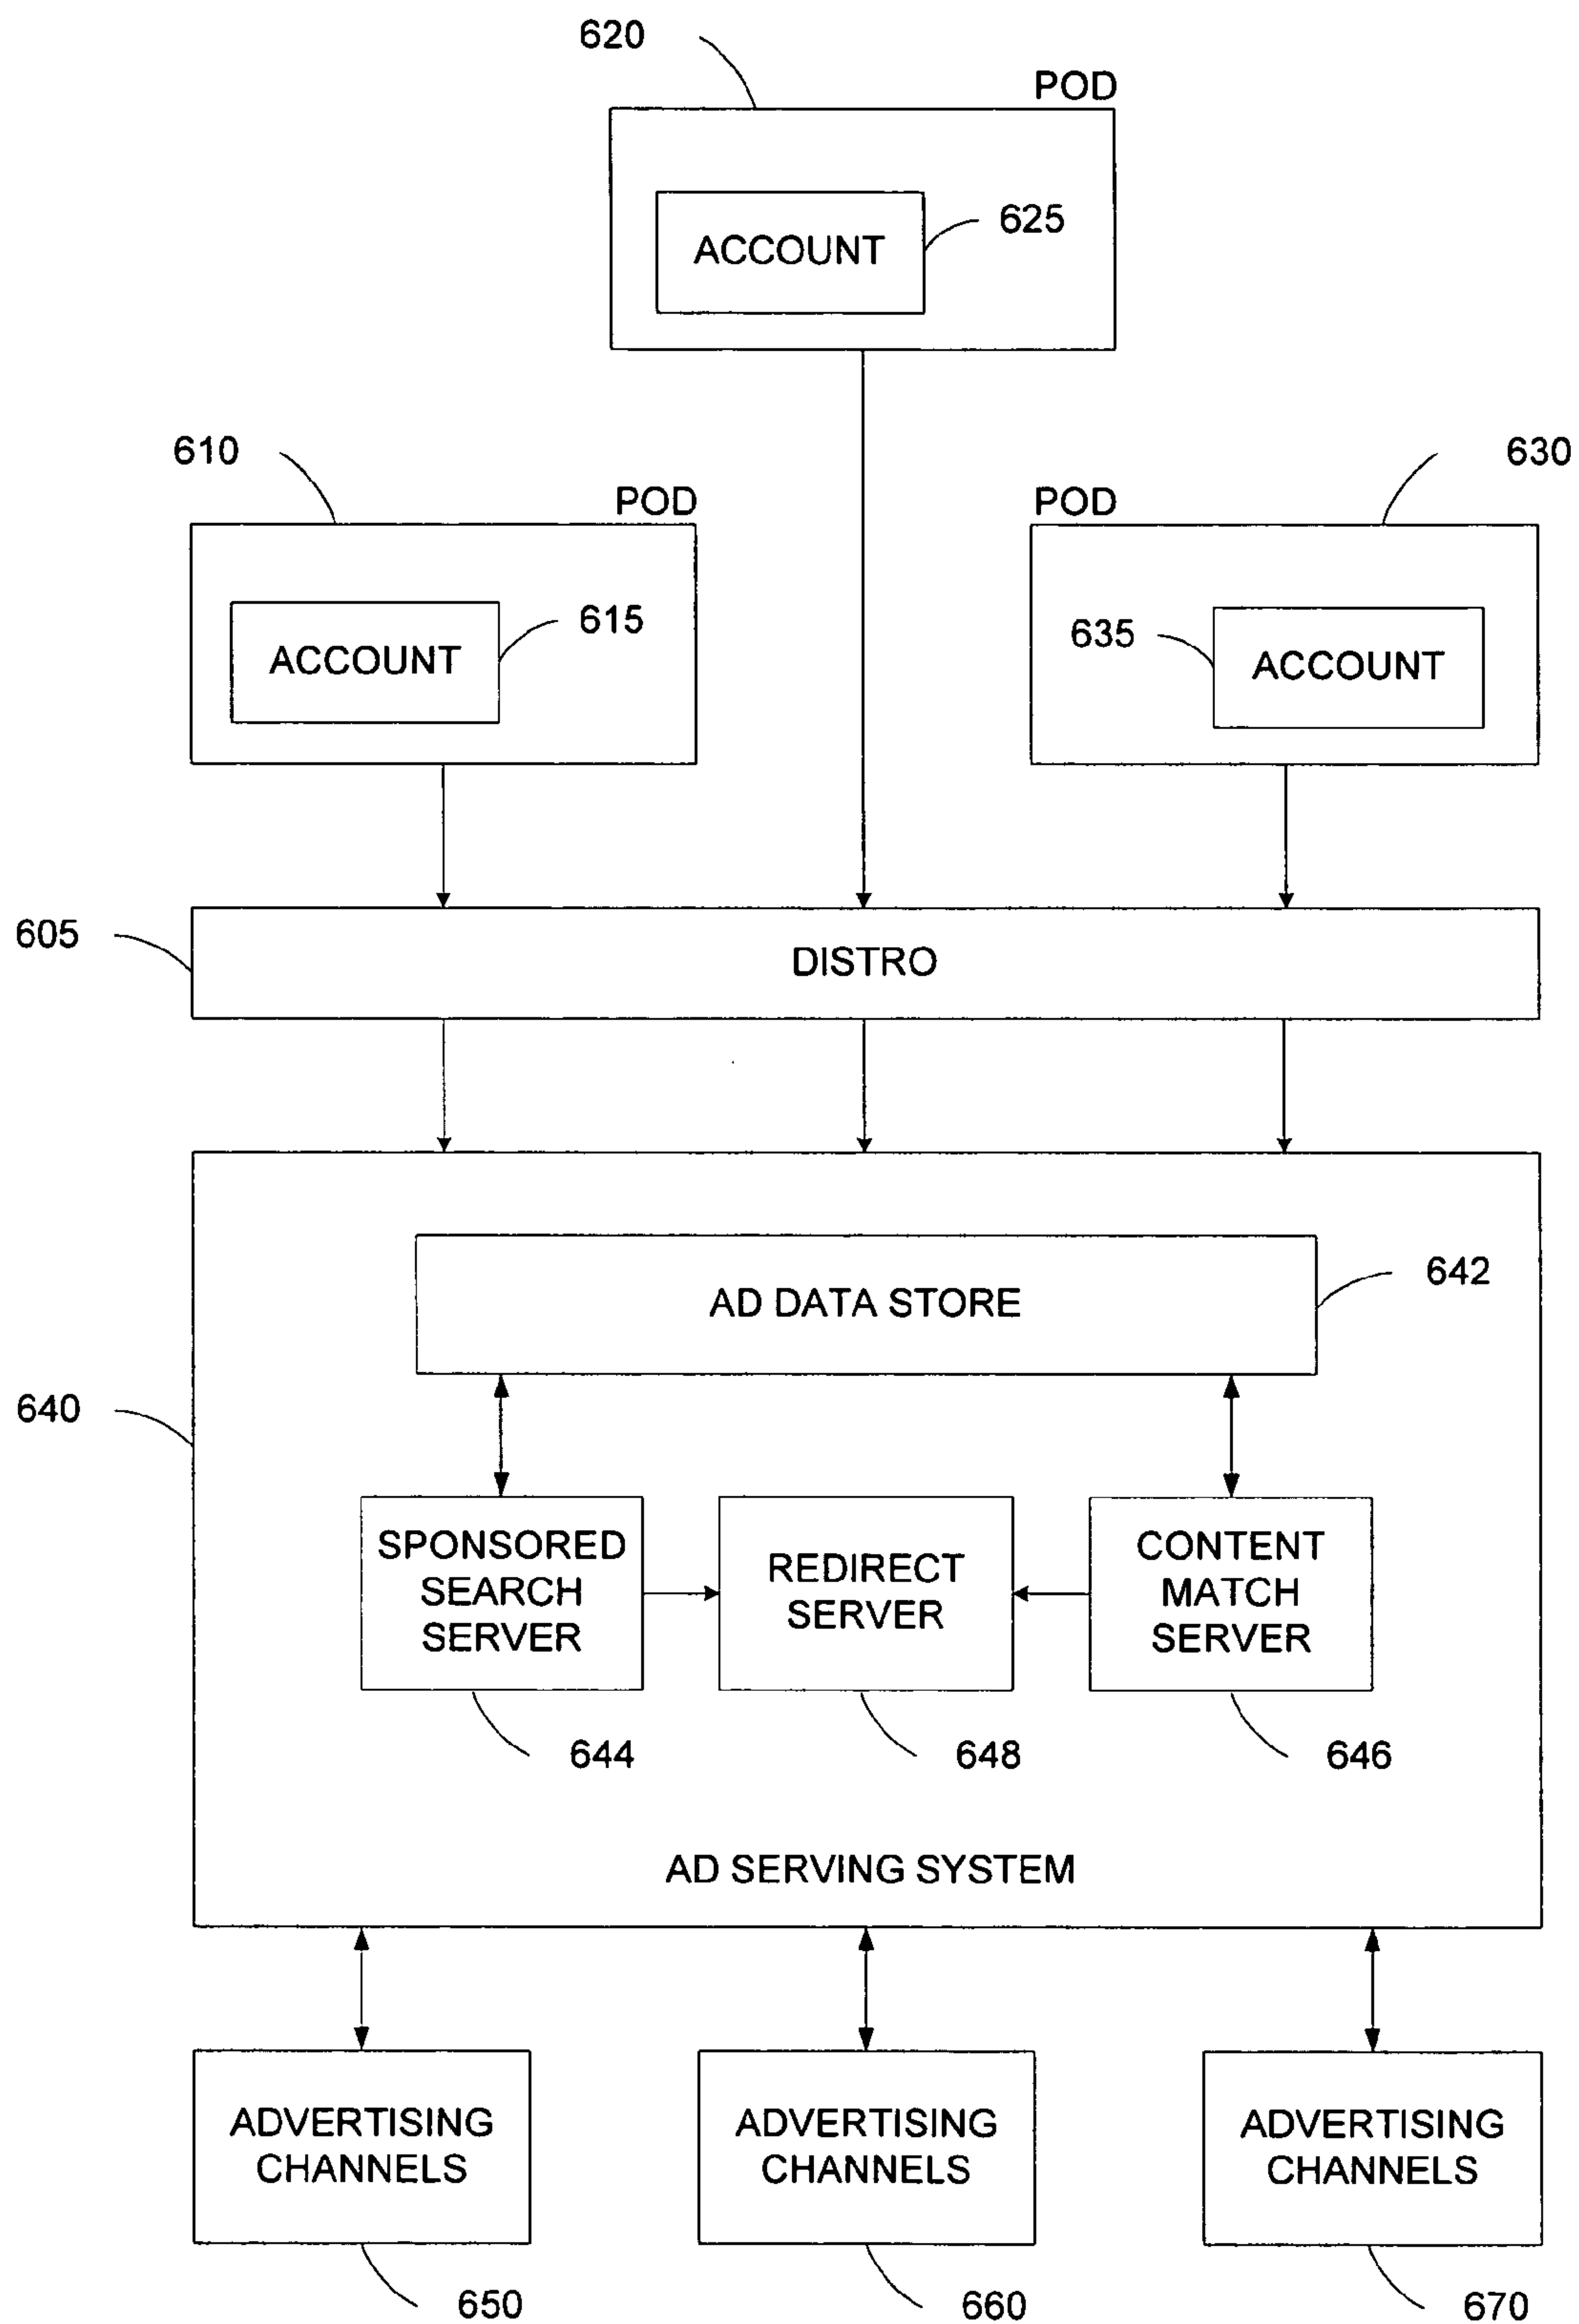 620
POD
ACCOUNT
625
610
POD
630
POD
ACCOUNT
615
635
ACCOUNT
605
DISTRO
AD DATA STORE
642
640
SPONSORED
SEARCH
SERVER
REDIRECT
SERVER
CONTENT
MATCH
SERVER
644
648
646
AD SERVING SYSTEM
ADVERTISING
CHANNELS
ADVERTISING
CHANNELS
ADVERTISING
CHANNELS
650
660
670